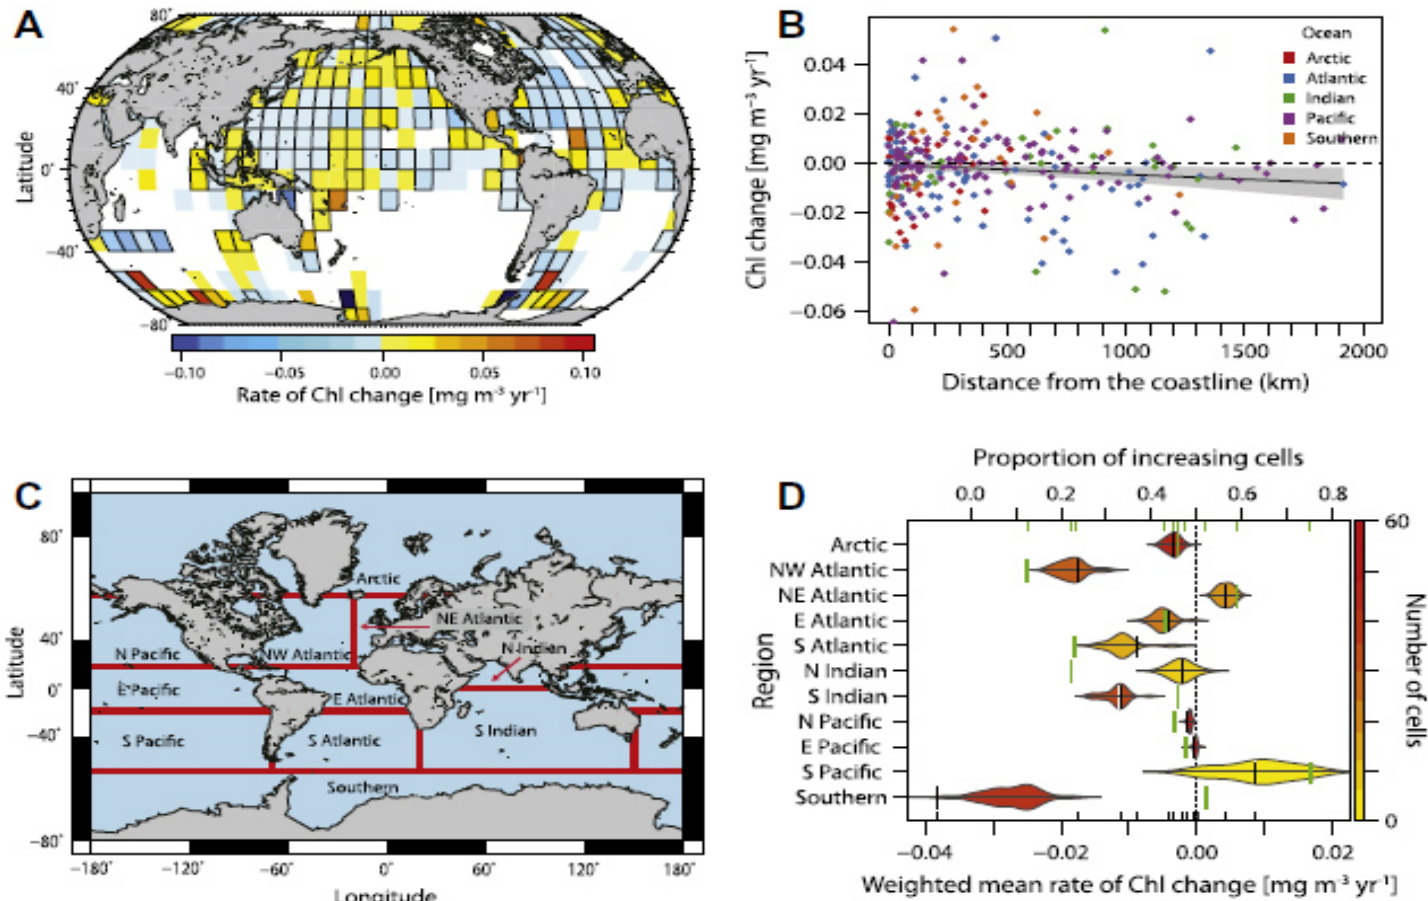 A
80°
40°
0°
−40°
−80°
Latitude
−0.10 −0.05 0.00 0.05 0.10
Rate of Chl change [mg m⁻³ yr⁻¹]
B
Chl change [mg m⁻³ yr⁻¹]
0.04
0.02
0.00
−0.02
−0.04
−0.06
Ocean
Arctic
Atlantic
Indian
Pacific
Southern
0 500 1000 1500 2000
Distance from the coastline (km)
C
Latitude
80°
40°
0°
−40°
−80°
Arctic
NE Atlantic
N Indian
N Pacific
NW Atlantic
E Pacific
E Atlantic
S Pacific
S Atlantic
S Indian
Southern
−180° −120° −60° 0° 60° 120° 180°
Longitude
D
Proportion of increasing cells
0.0 0.2 0.4 0.6 0.8
Region
Arctic
NW Atlantic
NE Atlantic
E Atlantic
S Atlantic
N Indian
S Indian
N Pacific
E Pacific
S Pacific
Southern
60
0
Number of cells
−0.04 −0.02 0.00 0.02
Weighted mean rate of Chl change [mg m⁻³ yr⁻¹]